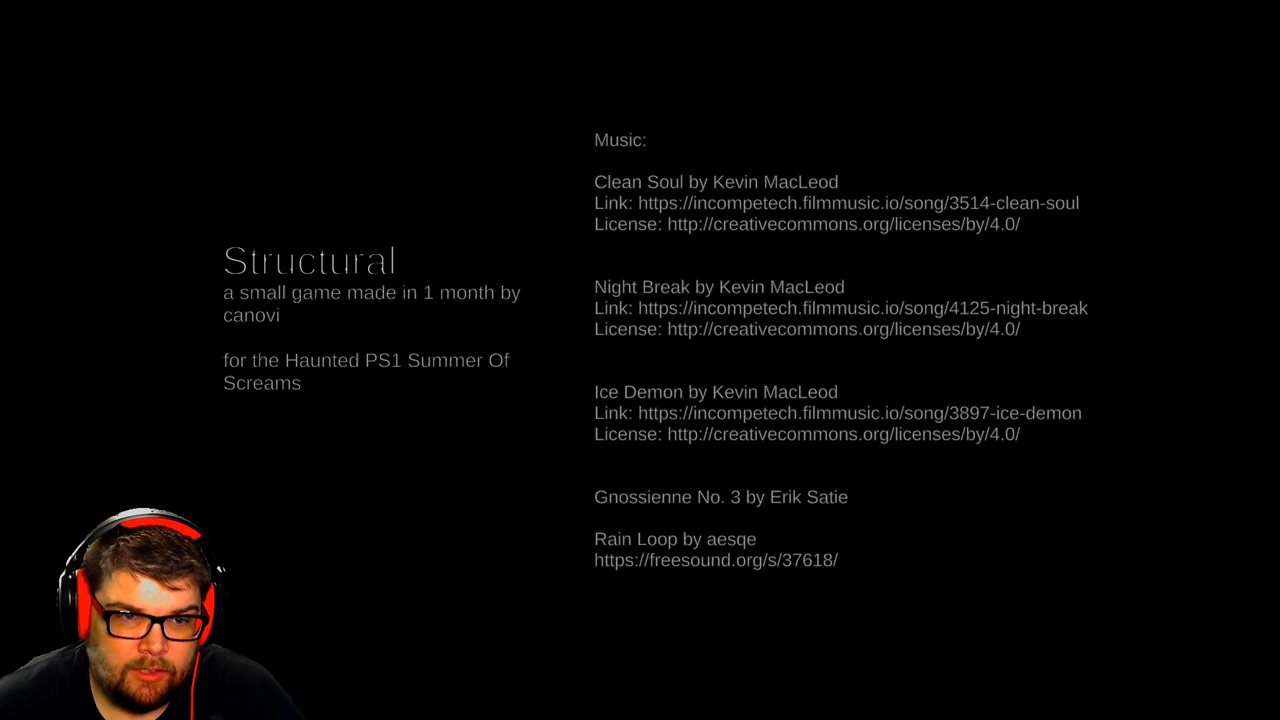 Structural
a small game made in 1 month by
canovi
for the Haunted PS1 Summer Of
Screams
Music:
Clean Soul by Kevin MacLeod
Link: https://incompetech.filmmusic.io/song/3514-clean-soul
License: http://creativecommons.org/licenses/by/4.0/
Night Break by Kevin MacLeod
Link: https://incompetech.filmmusic.io/song/4125-night-break
License: http://creativecommons.org/licenses/by/4.0/
Ice Demon by Kevin MacLeod
Link: https://incompetech.filmmusic.io/song/3897-ice-demon
License: http://creativecommons.org/licenses/by/4.0/
Gnossienne No. 3 by Erik Satie
Rain Loop by aesqe
https://freesound.org/s/37618/